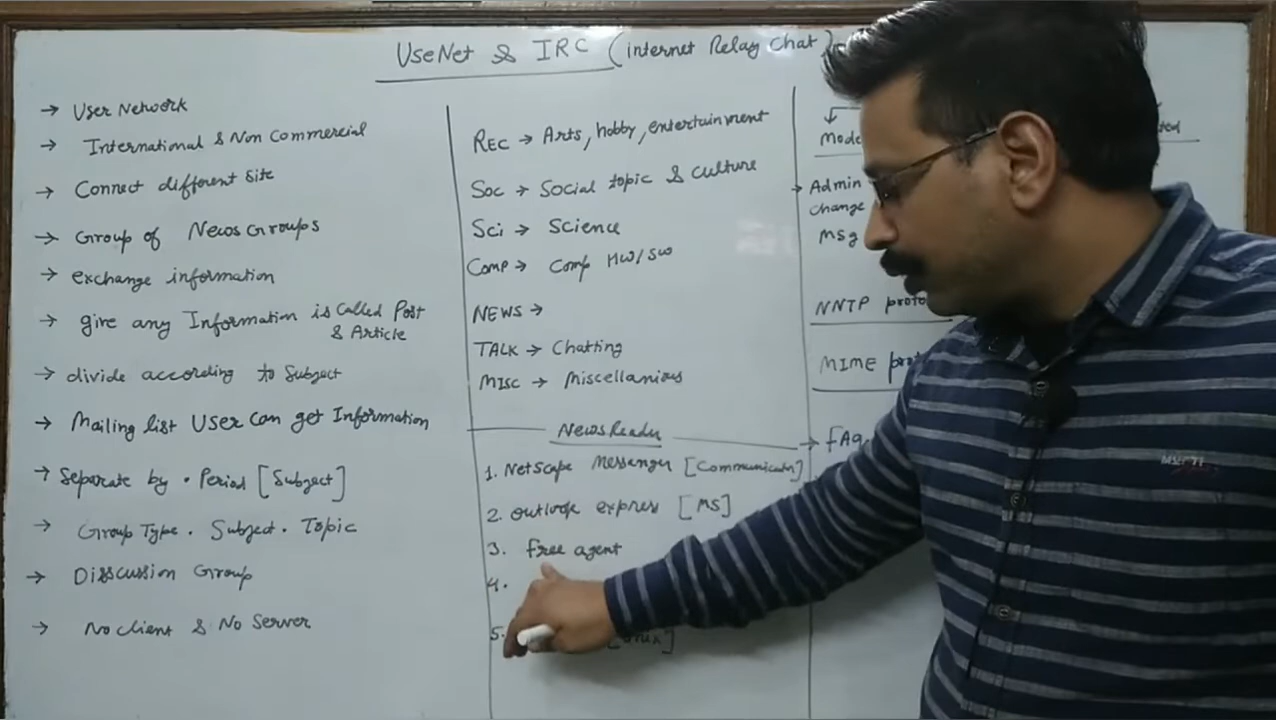 UseNet & IRC (internet Relay Chat)
→ User Network
→ International & Non Commercial
→ Connect different Site
→ Group of News Groups
→ exchange information
→ give any Information is Called Post
& Article
→ divide according to Subject
→ Mailing list User can get Information
→ Separate by . Period [Subject]
→ Group Type . Subject . Topic
→ Disscussion Group
→ No client & No Server
REC → Arts, hobby, entertainment
Soc → Social topic & culture
Sci → Science
COMP → Comp HW/SW
NEWS →
TALK → Chatting
MISC → Miscellanious
News Reader
1. Netscape Messenger [Communicator]
2. outlook express [MS]
3. free agent
4.
5.
→ Admin
change
MSg
NNTP
MIME
→ FAQ